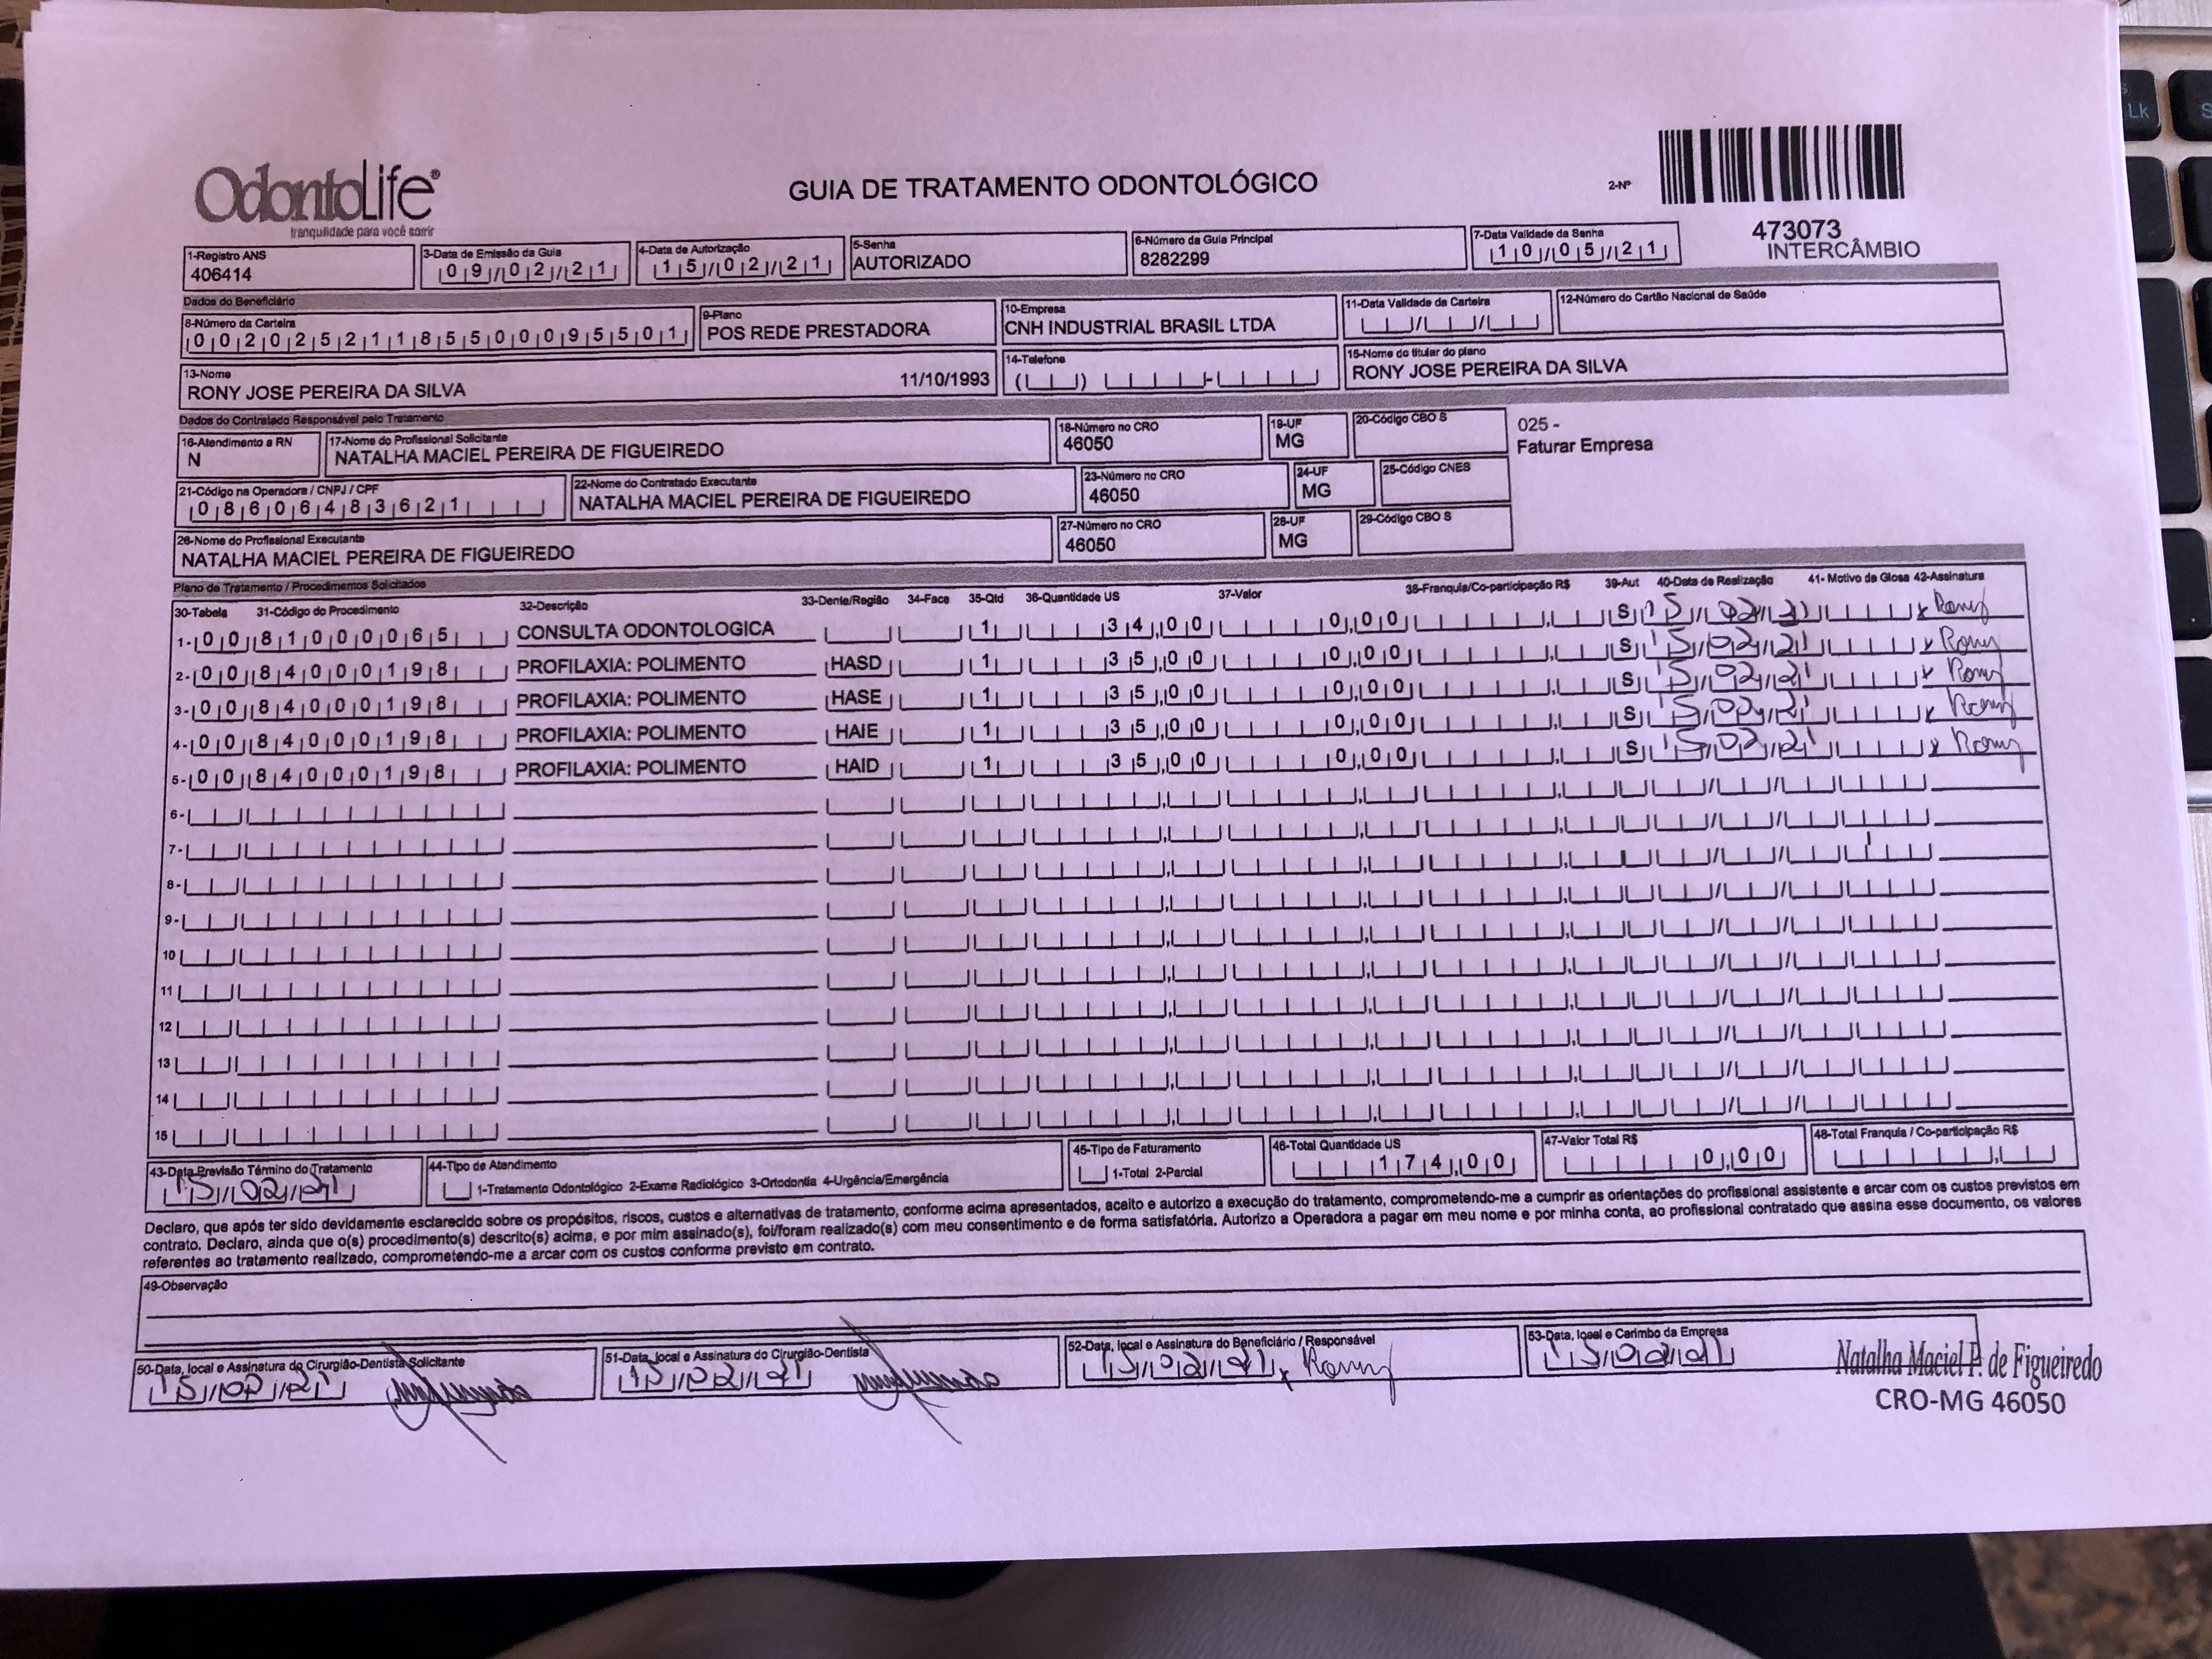 OdontoLife®
tranquilidade para você sorrir
GUIA DE TRATAMENTO ODONTOLÓGICO
2-Nº
473073
INTERCÂMBIO
1-Registro ANS
406414
3-Data de Emissão da Guia
09/02/21
4-Data de Autorização
15/02/21
5-Senha
AUTORIZADO
6-Número da Guia Principal
8282299
7-Data Validade da Senha
10/05/21
Dados do Beneficiário
8-Número da Carteira
00202521185500095501
9-Plano
POS REDE PRESTADORA
10-Empresa
CNH INDUSTRIAL BRASIL LTDA
11-Data Validade da Carteira
12-Número do Cartão Nacional de Saúde
13-Nome
RONY JOSE PEREIRA DA SILVA 11/10/1993
14-Telefone
15-Nome do titular do plano
RONY JOSE PEREIRA DA SILVA
Dados do Contratado Responsável pelo Tratamento
16-Atendimento a RN
N
17-Nome do Profissional Solicitante
NATALHA MACIEL PEREIRA DE FIGUEIREDO
18-Número no CRO
46050
19-UF
MG
20-Código CBO S
025 -
Faturar Empresa
21-Código na Operadora / CNPJ / CPF
08606483621
22-Nome do Contratado Executante
NATALHA MACIEL PEREIRA DE FIGUEIREDO
23-Número no CRO
46050
24-UF
MG
25-Código CNES
26-Nome do Profissional Executante
NATALHA MACIEL PEREIRA DE FIGUEIREDO
27-Número no CRO
46050
28-UF
MG
29-Código CBO S
Plano de Tratamento / Procedimentos Solicitados
30-Tabela 31-Código do Procedimento 32-Descrição 33-Dente/Região 34-Face 35-Qtd 36-Quantidade US 37-Valor 38-Franquia/Co-participação R$ 39-Aut 40-Data de Realização 41- Motivo da Glosa 42-Assinatura
1- 00 81000065 CONSULTA ODONTOLOGICA 1 34,00 0,00 S 15/02/21 x Rony
2- 00 84000198 PROFILAXIA: POLIMENTO HASD 1 35,00 0,00 S 15/02/21 x Rony
3- 00 84000198 PROFILAXIA: POLIMENTO HASE 1 35,00 0,00 S 15/02/21 x Rony
4- 00 84000198 PROFILAXIA: POLIMENTO HAIE 1 35,00 0,00 S 15/02/21 x Rony
5- 00 84000198 PROFILAXIA: POLIMENTO HAID 1 35,00 0,00 S 15/02/21 x Rony
6-
7-
8-
9-
10
11
12
13
14
15
43-Data Previsão Término do Tratamento
15/02/21
44-Tipo de Atendimento
1-Tratamento Odontológico 2-Exame Radiológico 3-Ortodontia 4-Urgência/Emergência
45-Tipo de Faturamento
1-Total 2-Parcial
46-Total Quantidade US
174,00
47-Valor Total R$
0,00
48-Total Franquia / Co-participação R$
Declaro, que após ter sido devidamente esclarecido sobre os propósitos, riscos, custos e alternativas de tratamento, conforme acima apresentados, aceito e autorizo a execução do tratamento, comprometendo-me a cumprir as orientações do profissional assistente e arcar com os custos previstos em
contrato. Declaro, ainda que o(s) procedimento(s) descrito(s) acima, e por mim assinado(s), foi/foram realizado(s) com meu consentimento e de forma satisfatória. Autorizo a Operadora a pagar em meu nome e por minha conta, ao profissional contratado que assina esse documento, os valores
referentes ao tratamento realizado, comprometendo-me a arcar com os custos conforme previsto em contrato.
49-Observação
50-Data, local e Assinatura do Cirurgião-Dentista Solicitante
15/02/21
51-Data, local e Assinatura do Cirurgião-Dentista
15/02/21
52-Data, local e Assinatura do Beneficiário / Responsável
15/02/21 x Rony
53-Data, local e Carimbo da Empresa
15/02/21
Natalha Maciel P. de Figueiredo
CRO-MG 46050